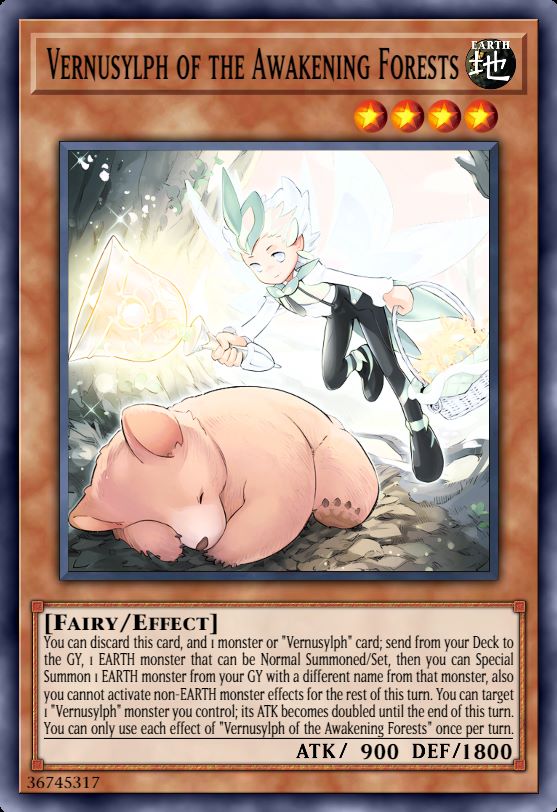 VERNUSYLPH OF THE AWAKENING FORESTS
EARTH
地
[FAIRY/EFFECT]
You can discard this card, and 1 monster or "Vernusylph" card; send from your Deck to
the GY, 1 EARTH monster that can be Normal Summoned/Set, then you can Special
Summon 1 EARTH monster from your GY with a different name from that monster, also
you cannot activate non-EARTH monster effects for the rest of this turn. You can target
1 "Vernusylph" monster you control; its ATK becomes doubled until the end of this turn.
You can only use each effect of "Vernusylph of the Awakening Forests" once per turn.
ATK/ 900 DEF/1800
36745317